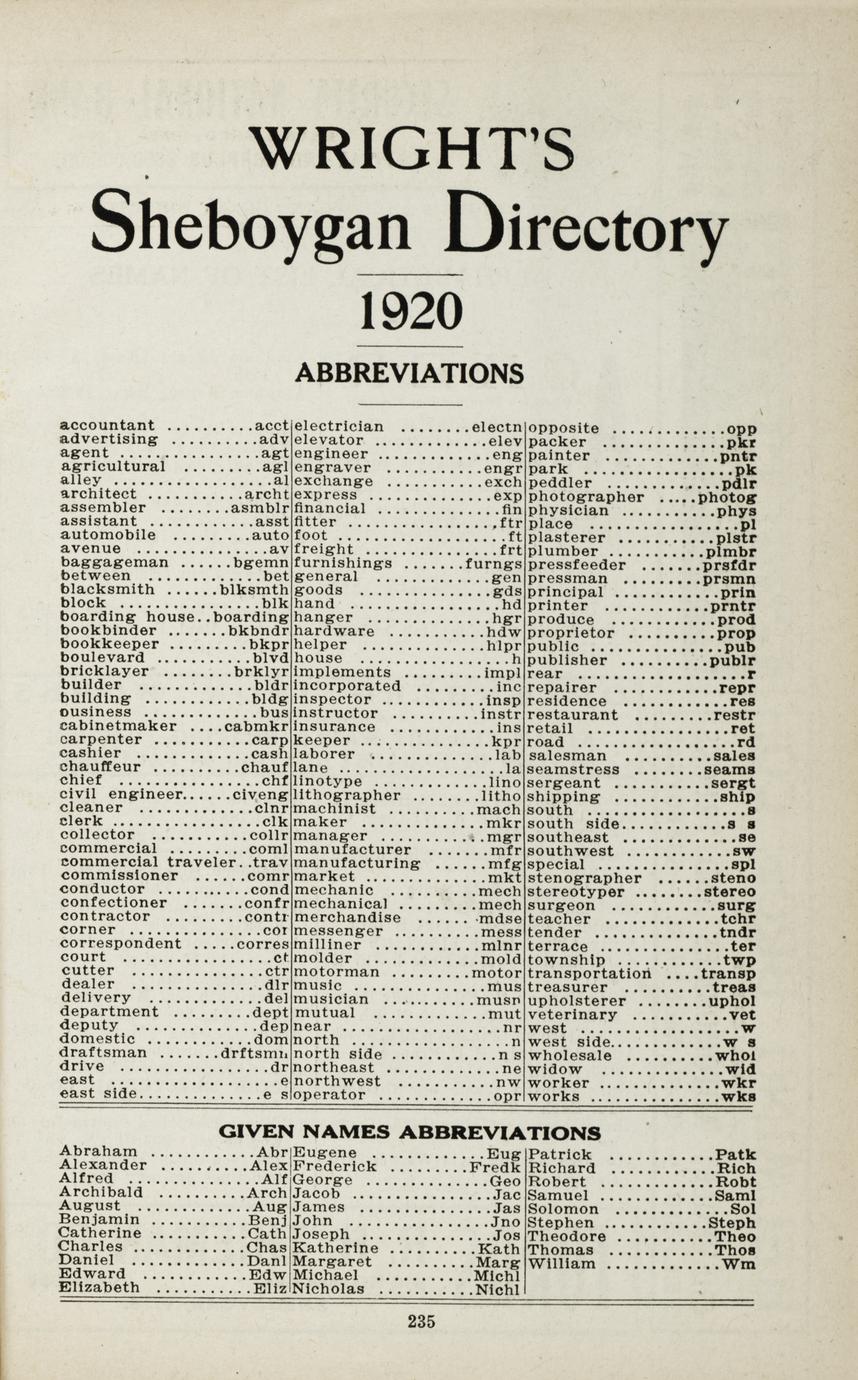 WRIGHT'S
Sheboygan Directory
1920
ABBREVIATIONS
accountant ..........acct
advertising ..........adv
agent ................agt
agricultural .........agl
alley .................al
architect ..........archt
assembler ........asmblr
assistant ...........asst
automobile ..........auto
avenue ...............av
baggageman ......bgemn
between .............bet
blacksmith ......blksmth
block ................blk
boarding house..boarding
bookbinder .......bkbndr
bookkeeper .........bkpr
boulevard ...........blvd
bricklayer ........brklyr
builder .............bldr
building ............bldg
business .............bus
cabinetmaker ....cabmkr
carpenter ...........carp
cashier .............cash
chauffeur ..........chauf
chief ................chf
civil engineer......civeng
cleaner .............clnr
clerk ................clk
collector ...........collr
commercial .........coml
commercial traveler..trav
commissioner ......comr
conductor ...........cond
confectioner .......confr
contractor .........contr
corner ...............cor
correspondent .....corres
court .................ct
cutter ...............ctr
dealer ...............dlr
delivery .............del
department .........dept
deputy ..............dep
domestic ............dom
draftsman .......drftsmn
drive .................dr
east ...................e
east side..............e s
electrician ........electn
elevator .............elev
engineer .............eng
engraver ...........engr
exchange ...........exch
express ..............exp
financial .............fin
fitter ................ftr
foot ..................ft
freight ..............frt
furnishings .......furngs
general ..............gen
goods ................gds
hand .................hd
hanger ...............hgr
hardware ...........hdw
helper ..............hlpr
house .................h
implements .........impl
incorporated .........inc
inspector ............insp
instructor ..........instr
insurance ............ins
keeper ..............kpr
laborer ..............lab
lane ..................la
linotype .............lino
lithographer ........litho
machinist ..........mach
maker ..............mkr
manager ............mgr
manufacturer .......mfr
manufacturing ......mfg
market .............mkt
mechanic ..........mech
mechanical .........mech
merchandise .......mdse
messenger .........mess
milliner ............mlnr
molder .............mold
motorman .........motor
music ...............mus
musician ..........musn
mutual .............mut
near ..................nr
north .................n
north side ...........n s
northeast ............ne
northwest ...........nw
operator ............opr
opposite .............opp
packer ..............pkr
painter .............pntr
park .................pk
peddler ............pdlr
photographer .....photog
physician ...........phys
place .................pl
plasterer ...........plstr
plumber ..........plmbr
pressfeeder .......prsfdr
pressman .........prsmn
principal ............prin
printer ............prntr
produce ............prod
proprietor ..........prop
public ...............pub
publisher ..........publr
rear ...................r
repairer ............repr
residence ............res
restaurant .........restr
retail ................ret
road ..................rd
salesman ..........sales
seamstress ........seams
sergeant ...........sergt
shipping ............ship
south .................s
south side............s s
southeast .............se
southwest ............sw
special ...............spl
stenographer ......steno
stereotyper ........stereo
surgeon ............surg
teacher .............tchr
tender ..............tndr
terrace ...............ter
township ............twp
transportation ....transp
treasurer ..........treas
upholsterer ........uphol
veterinary ...........vet
west ..................w
west side.............w s
wholesale ..........whol
widow ..............wid
worker .............wkr
works ..............wks
GIVEN NAMES ABBREVIATIONS
Abraham ............Abr
Alexander ..........Alex
Alfred ...............Alf
Archibald ..........Arch
August ..............Aug
Benjamin ...........Benj
Catherine ...........Cath
Charles .............Chas
Daniel .............Danl
Edward ............Edw
Elizabeth ...........Eliz
Eugene .............Eug
Frederick .........Fredk
George ..............Geo
Jacob ................Jac
James ...............Jas
John ................Jno
Joseph ...............Jos
Katherine ..........Kath
Margaret ..........Marg
Michael ...........Michl
Nicholas ...........Nichl
Patrick ............Patk
Richard ............Rich
Robert .............Robt
Samuel .............Saml
Solomon .............Sol
Stephen ...........Steph
Theodore ..........Theo
Thomas ...........Thos
William ............Wm
235